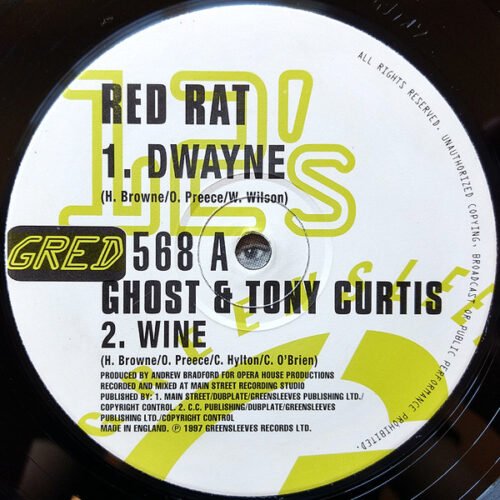 12's
RED RAT
1. DWAYNE
(H. Browne/O. Preece/W. Wilson)
GRED 568 A
GHOST & TONY CURTIS
2. WINE
(H. Browne/O. Preece/C. Hylton/C. O'Brien)
PRODUCED BY ANDREW BRADFORD FOR OPERA HOUSE PRODUCTIONS
RECORDED AND MIXED AT MAIN STREET RECORDING STUDIO
PUBLISHED BY: 1. MAIN STREET/DUBPLATE/GREENSLEEVES PUBLISHING LTD./
COPYRIGHT CONTROL 2. C.C. PUBLISHING/DUBPLATE/GREENSLEEVES
PUBLISHING LTD./COPYRIGHT CONTROL
MADE IN ENGLAND. ℗ 1997 GREENSLEEVES RECORDS LTD.
ALL RIGHTS RESERVED. UNAUTHORIZED COPYING, BROADCAST OR PUBLIC PERFORMANCE PROHIBITED.